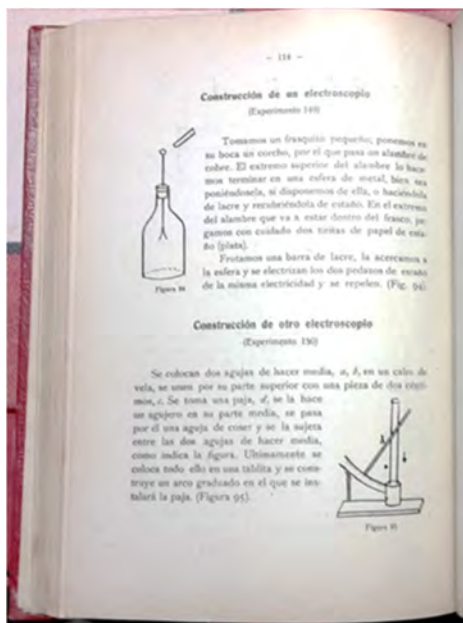 - 114 -
Construcción de un electroscopio
(Experimento 149)
Tomamos un frasquito pequeño, ponemos en
su boca un corcho, por el que pasa un alambre de
cobre. El extremo superior del alambre lo hace-
mos terminar en una esfera de metal, bien sea
poniéndosela, si disponemos de ella, o haciéndola
de lacre y recubriéndola de estaño. En el extremo
del alambre que va a estar dentro del frasco, pe-
gamos con cuidado dos tiritas de papel de esta-
ño (plata).
Frotamos una barra de lacre, la acercamos a
la esfera y se electrizan los dos pedazos de estaño
de la misma electricidad y se repelen. (Fig. 94)
Figura 94
Construcción de otro electroscopio
(Experimento 150)
Se colocan dos agujas de hacer media, a, b, en un cabo de
vela, se unen por su parte superior con una pieza de dos cénti-
mos, c. Se toma una paja, d, se la hace
un agujero en su parte media, se pasa
por él una aguja de coser y se la sujeta
entre las dos agujas de hacer media,
como indica la figura. Ultimamente se
coloca todo ello en una tablita y se cons-
truye un arco graduado en el que se ins-
talará la paja. (Figura 95).
Figura 95